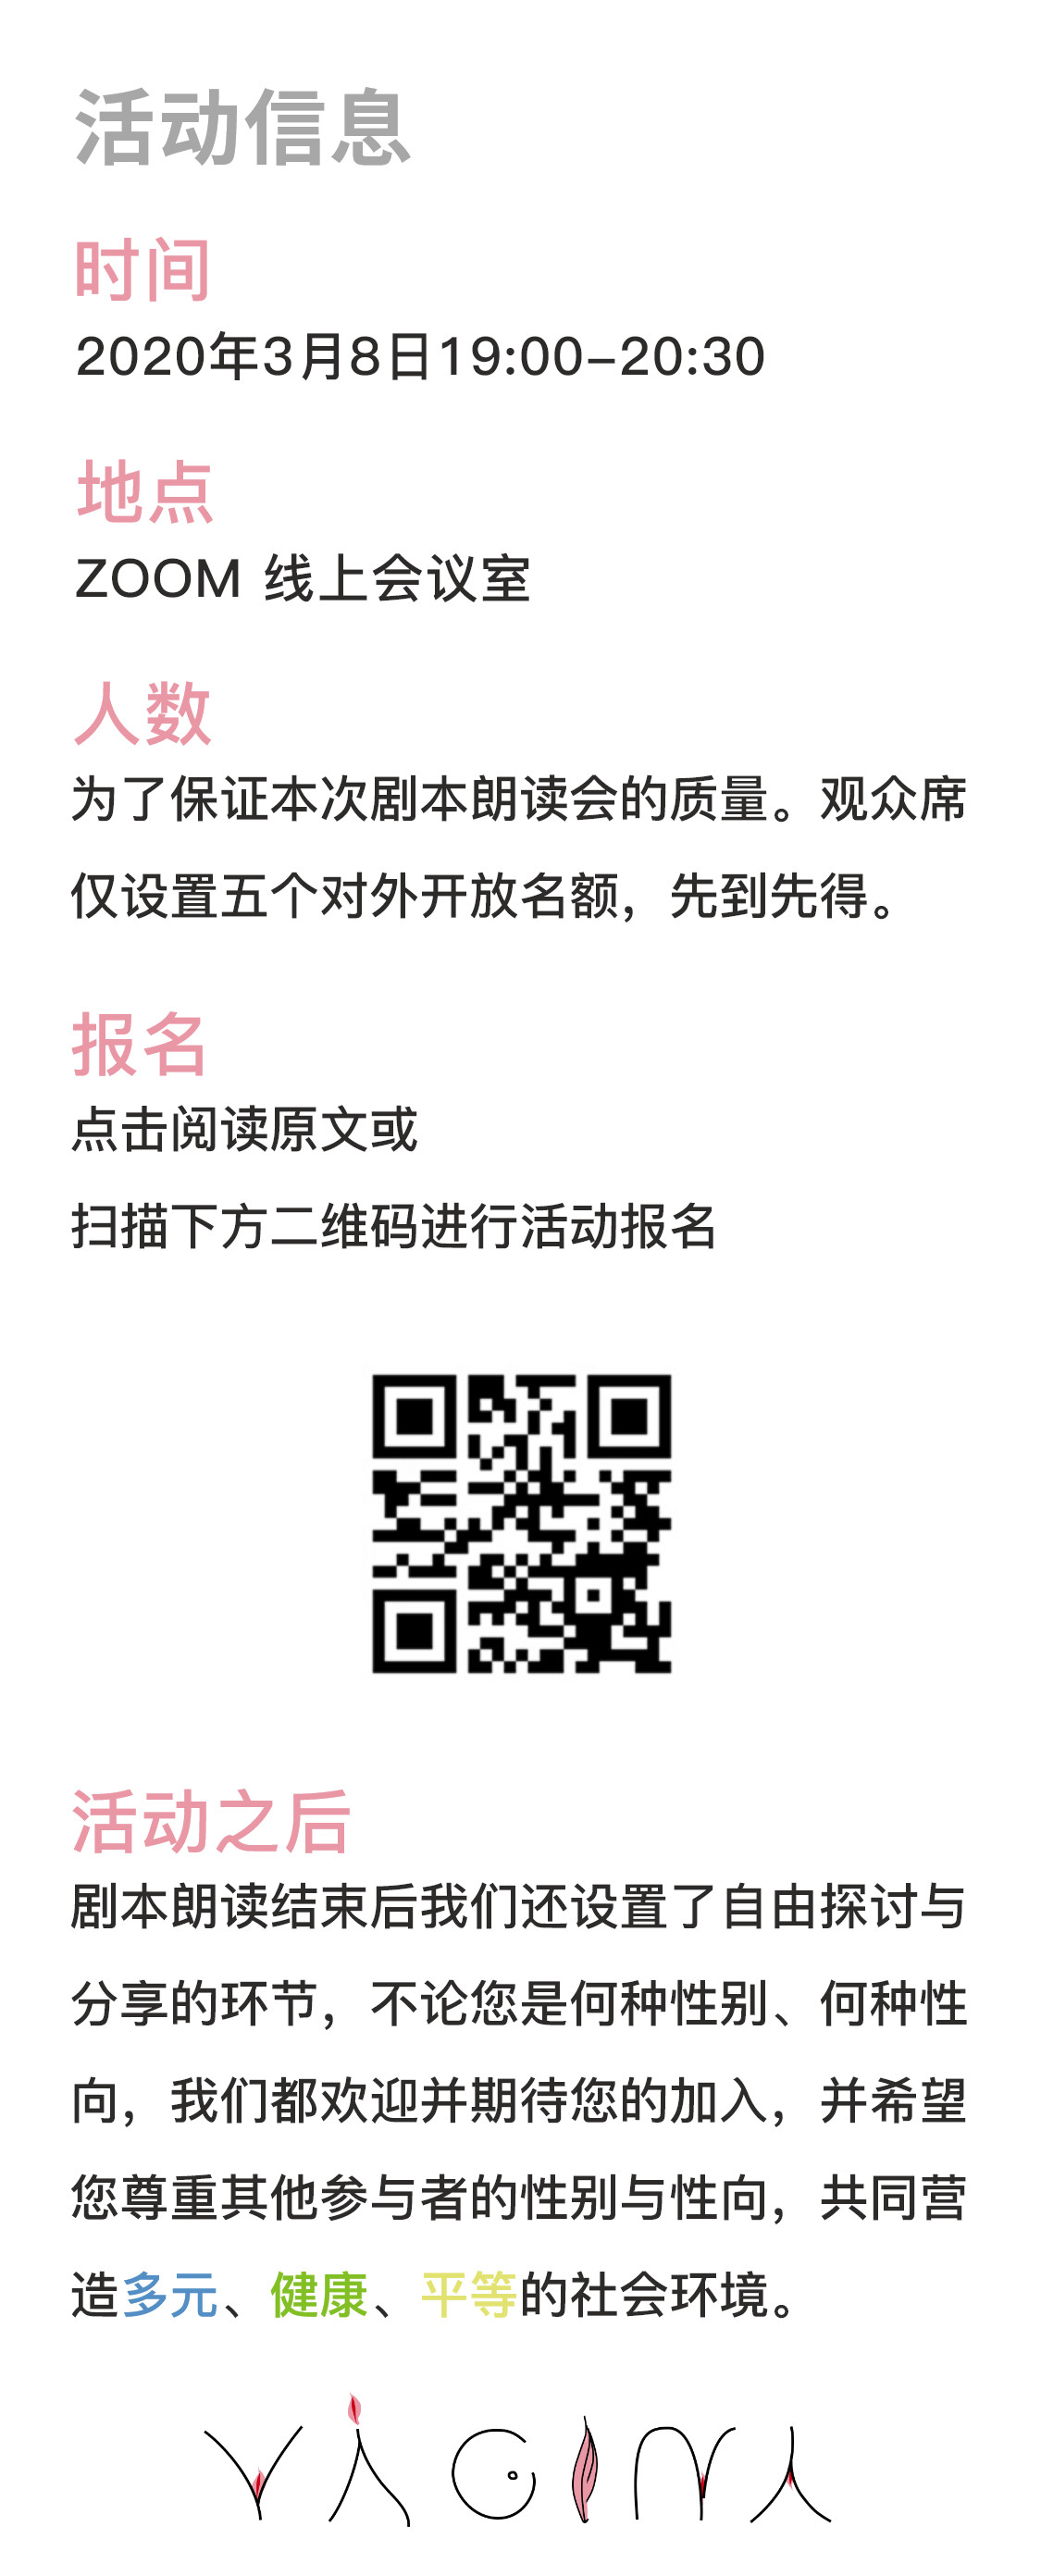 活动信息
时间
2020年3月8日19:00-20:30
地点
ZOOM 线上会议室
人数
为了保证本次剧本朗读会的质量。观众席
仅设置五个对外开放名额，先到先得。
报名
点击阅读原文或
扫描下方二维码进行活动报名
活动之后
剧本朗读结束后我们还设置了自由探讨与
分享的环节，不论您是何种性别、何种性
向，我们都欢迎并期待您的加入，并希望
您尊重其他参与者的性别与性向，共同营
造多元、健康、平等的社会环境。
VAGINA